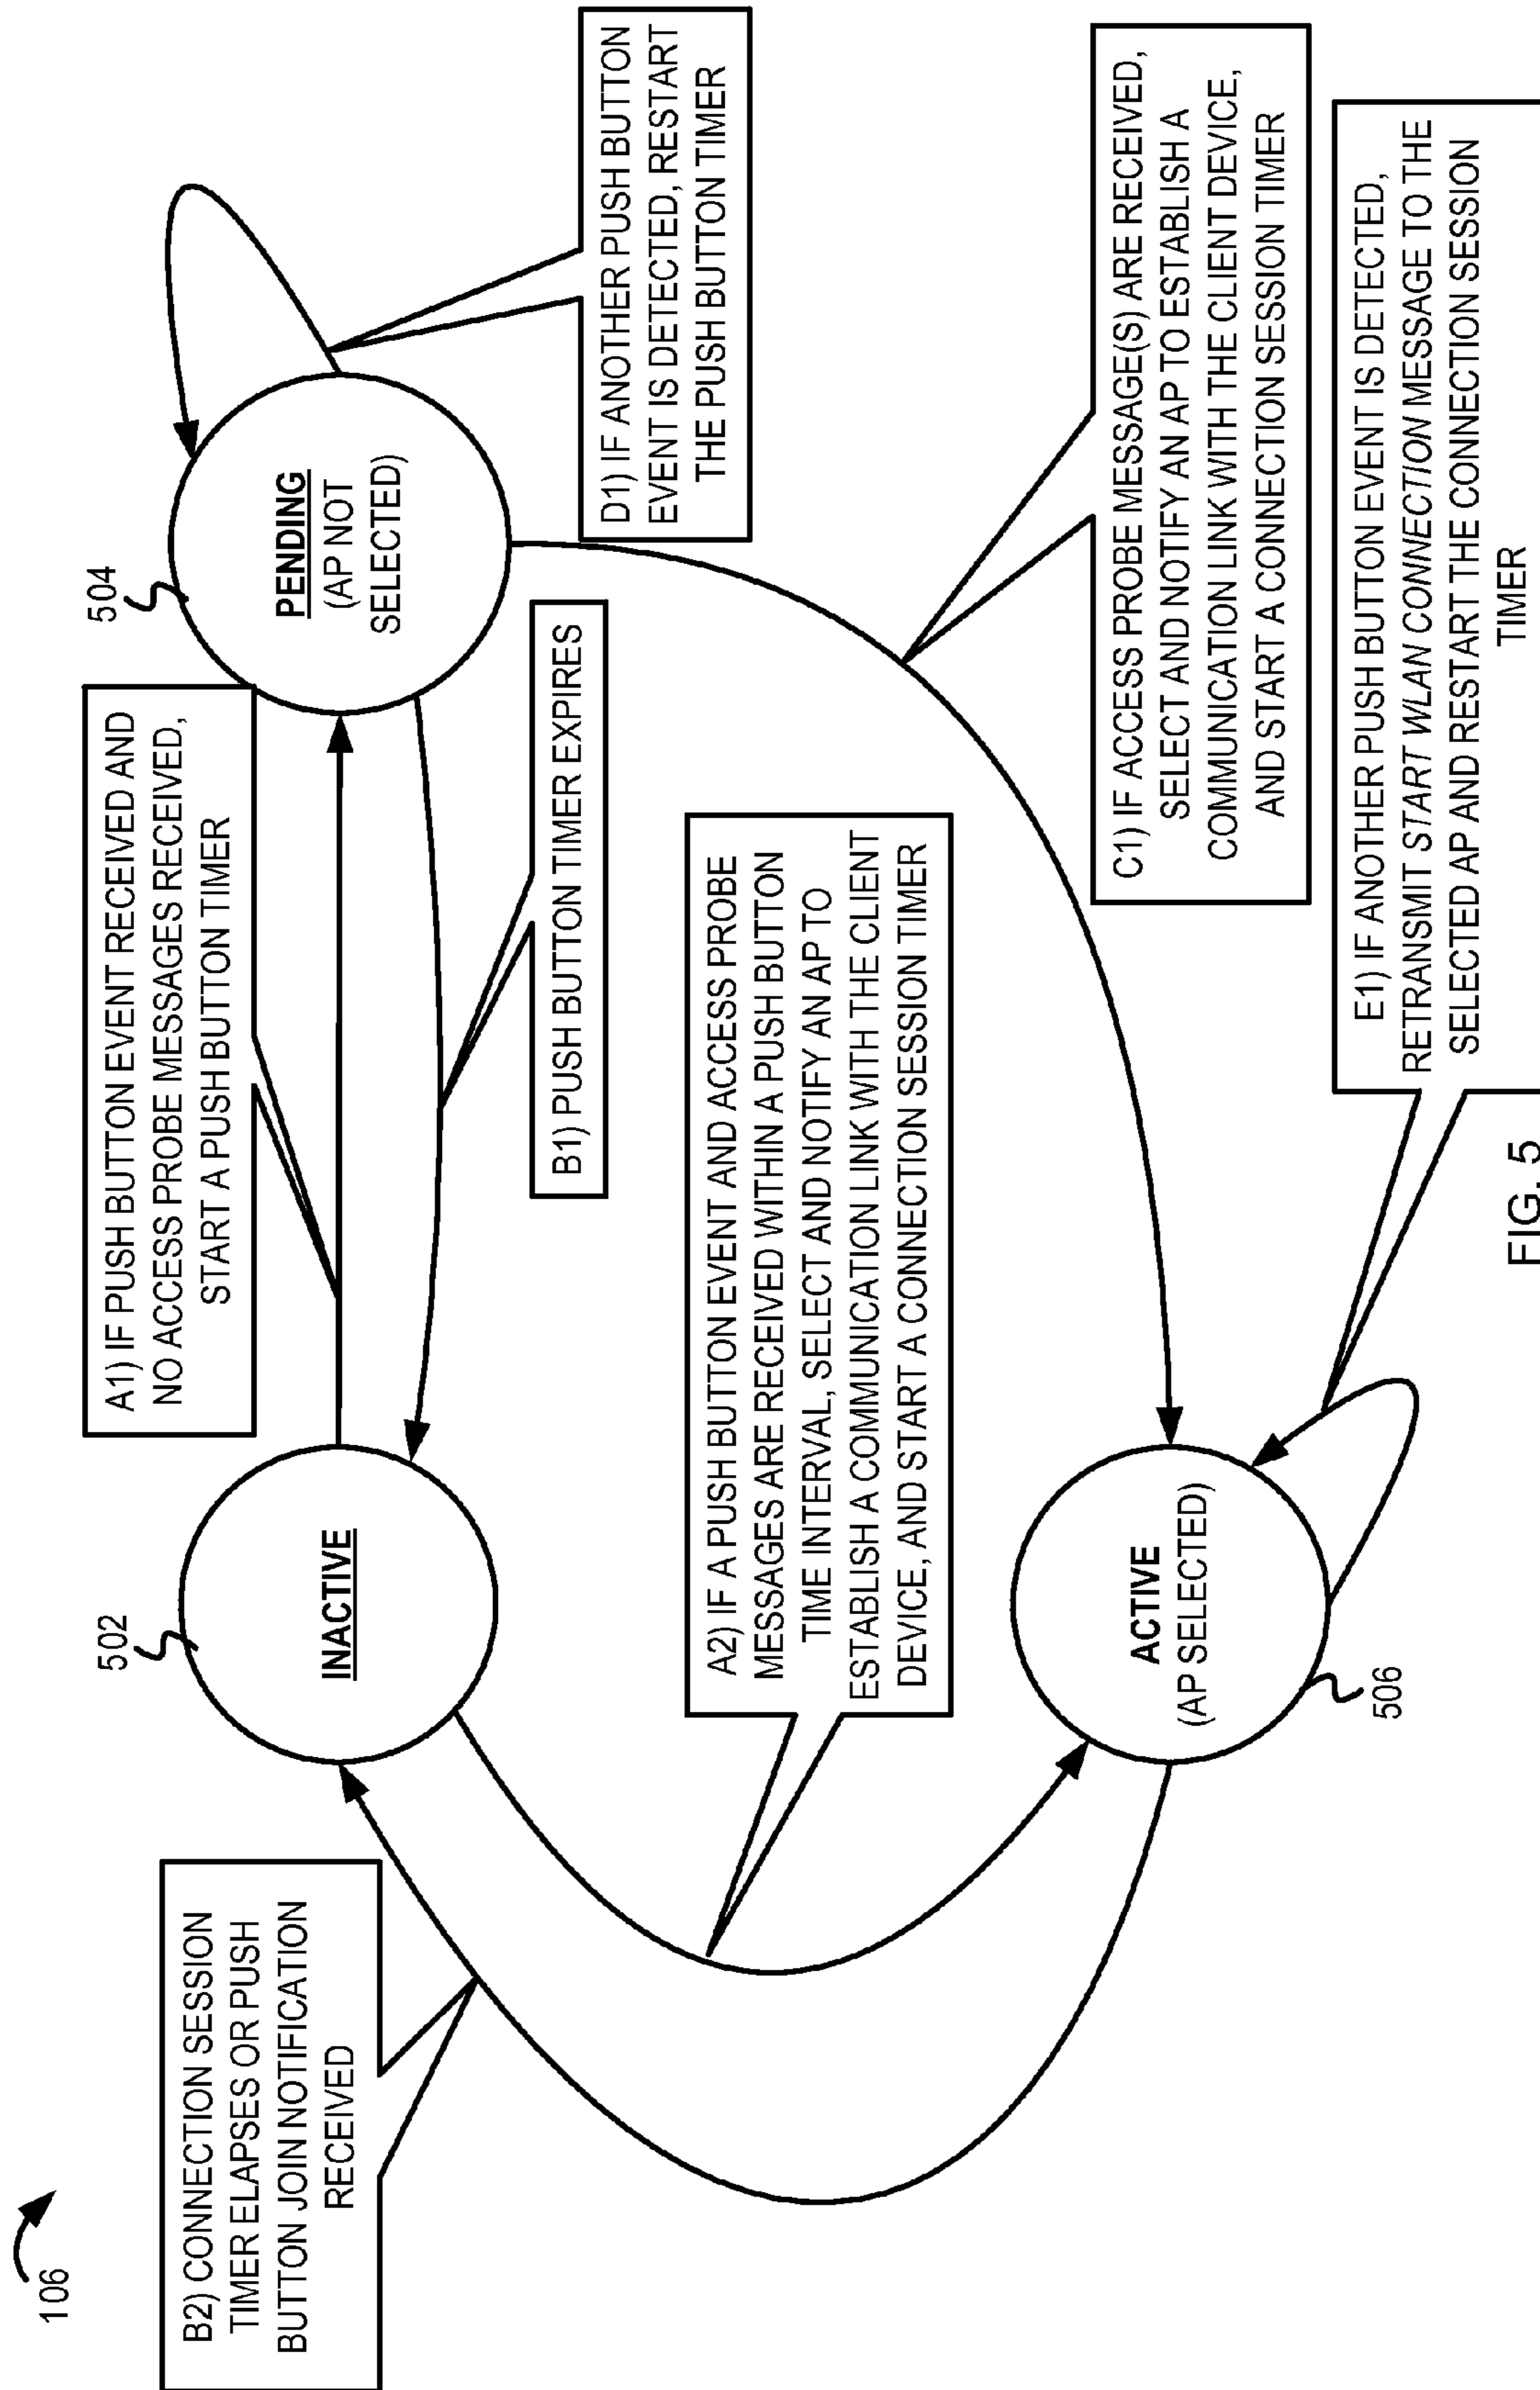 106
B2) CONNECTION SESSION
TIMER ELAPSES OR PUSH
BUTTON JOIN NOTIFICATION
RECEIVED
502
INACTIVE
A1) IF PUSH BUTTON EVENT RECEIVED AND
NO ACCESS PROBE MESSAGES RECEIVED,
START A PUSH BUTTON TIMER
504
PENDING
(AP NOT
SELECTED)
D1) IF ANOTHER PUSH BUTTON
EVENT IS DETECTED, RESTART
THE PUSH BUTTON TIMER
B1) PUSH BUTTON TIMER EXPIRES
A2) IF A PUSH BUTTON EVENT AND ACCESS PROBE
MESSAGES ARE RECEIVED WITHIN A PUSH BUTTON
TIME INTERVAL, SELECT AND NOTIFY AN AP TO
ESTABLISH A COMMUNICATION LINK WITH THE CLIENT
DEVICE, AND START A CONNECTION SESSION TIMER
C1) IF ACCESS PROBE MESSAGE(S) ARE RECEIVED,
SELECT AND NOTIFY AN AP TO ESTABLISH A
COMMUNICATION LINK WITH THE CLIENT DEVICE,
AND START A CONNECTION SESSION TIMER
ACTIVE
(AP SELECTED)
506
E1) IF ANOTHER PUSH BUTTON EVENT IS DETECTED,
RETRANSMIT START WLAN CONNECTION MESSAGE TO THE
SELECTED AP AND RESTART THE CONNECTION SESSION
TIMER
FIG. 5